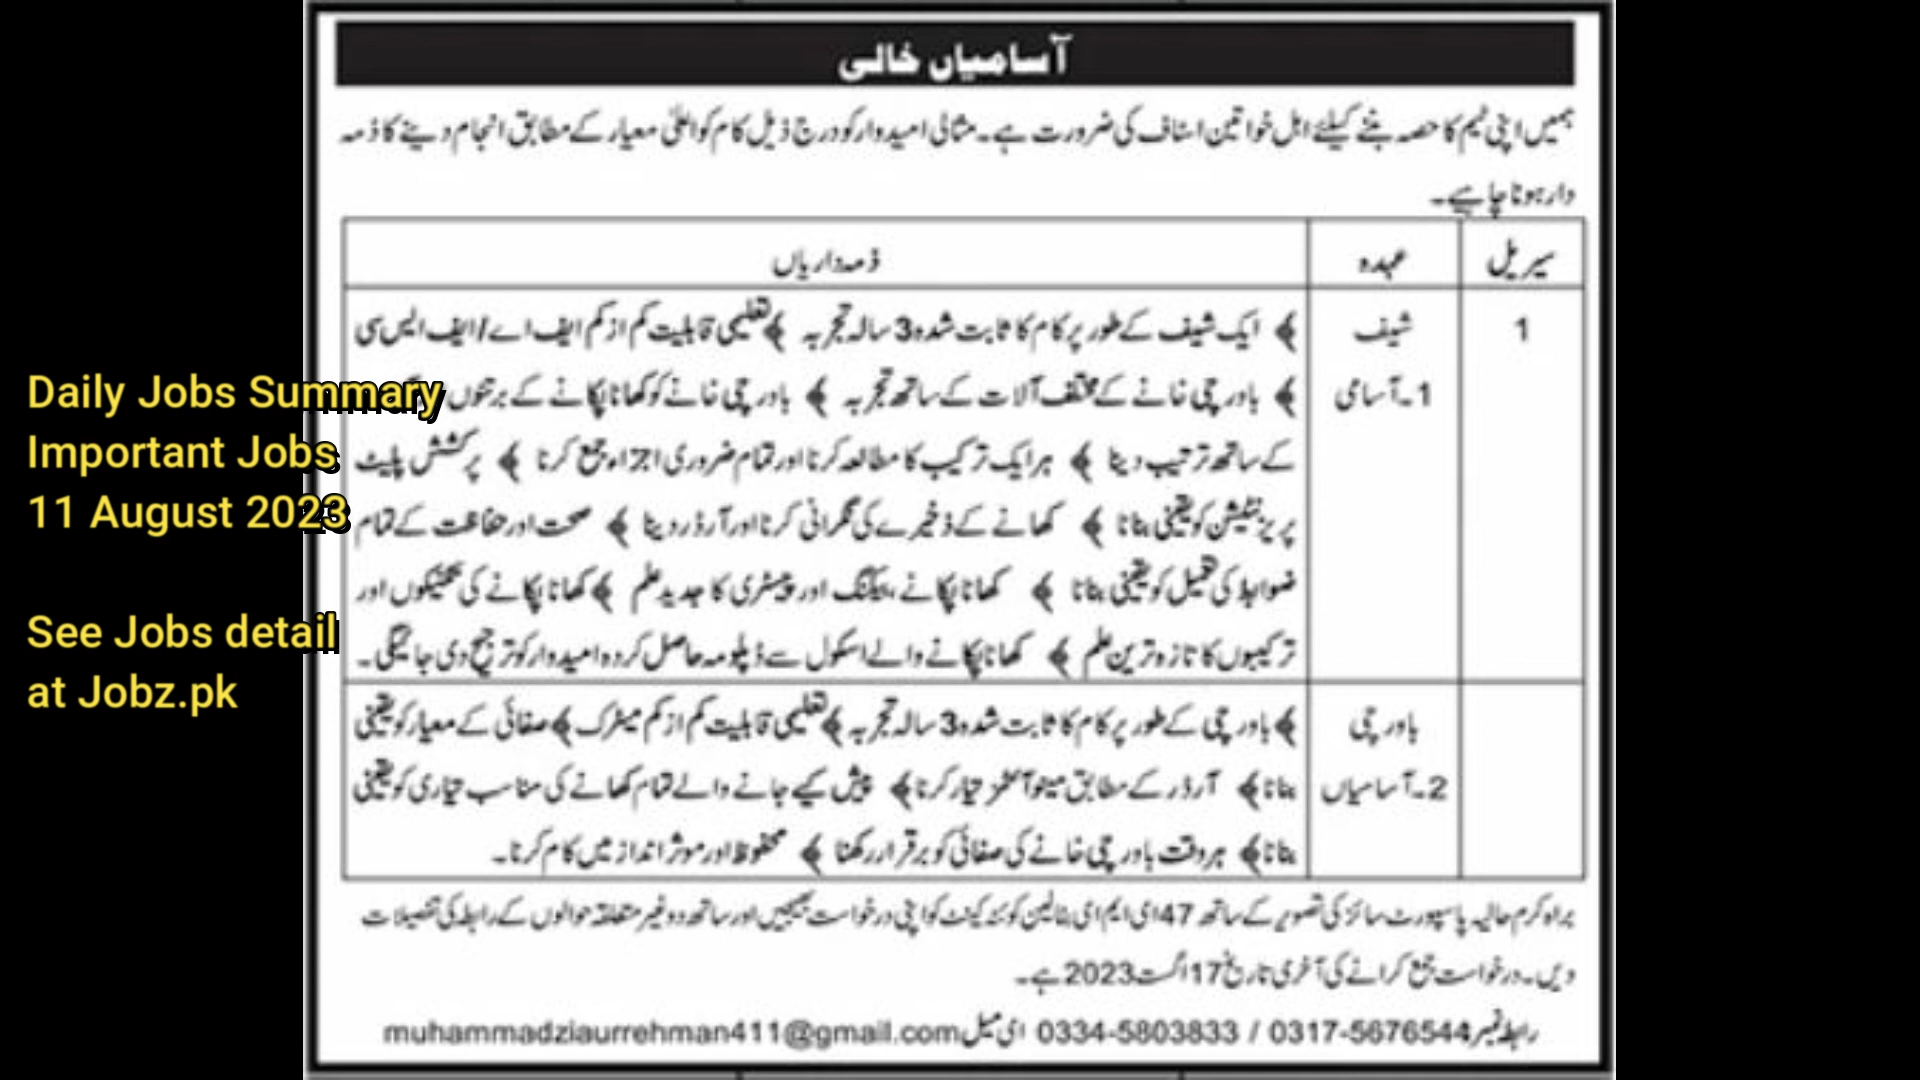 آسامیاں خالی
ہمیں اپنی ٹیم کا حصہ بننے کیلئے اہل خواتین اسٹاف کی ضرورت ہے۔ مثالی امیدوار کو درج ذیل کام کو اعلیٰ معیار کے مطابق انجام دینے کا ذمہ
دار ہونا چاہیے۔
سیریل عہدہ ذمہ داریاں
1 شیف ﴾ ایک شیف کے طور پر کام کا ثابت شدہ 3 سالہ تجربہ ﴾ تعلیمی قابلیت کم از کم ایف اے/ایف ایس سی
1۔آسامی ﴾ باورچی خانے کے مختلف آلات کے ساتھ تجربہ ﴾ باورچی خانے کو کھانا پکانے کے برتنوں
کے ساتھ ترتیب دینا ﴾ ہر ایک ترکیب کا مطالعہ کرنا اور تمام ضروری اجزاء جمع کرنا ﴾ پرکشش پلیٹ
پریزنٹیشن کو یقینی بنانا ﴾ کھانے کے ذخیرے کی نگرانی کرنا اور آرڈر دینا ﴾ صحت اور حفاظت کے تمام
ضوابط کی تعمیل کو یقینی بنانا ﴾ کھانا پکانے، بیکنگ اور پیسٹری کا جدید علم ﴾ کھانا پکانے کی تکنیکوں اور
ترکیبوں کا تازہ ترین علم ﴾ کھانا پکانے والے اسکول سے ڈپلومہ حاصل کردہ امیدوار کو ترجیح دی جائیگی۔
باورچی ﴾ باورچی کے طور پر کام کا ثابت شدہ 3 سالہ تجربہ ﴾ تعلیمی قابلیت کم از کم میٹرک ﴾ صفائی کے معیار کو یقینی
2۔آسامیاں بنانا ﴾ آرڈر کے مطابق مینو آئٹمز تیار کرنا ﴾ پیش کیے جانے والے تمام کھانے کی مناسب تیاری کو یقینی
بنانا ﴾ ہر وقت باورچی خانے کی صفائی کو برقرار رکھنا ﴾ محفوظ اور موثر انداز میں کام کرنا۔
براہ کرم حالیہ پاسپورٹ سائز کی تصویر کے ساتھ 47 ای ایم ای بٹالین کوئٹہ کینٹ کو اپنی درخواست بھیجیں اور ساتھ دو غیر متعلقہ حوالوں کے رابطہ کی تفصیلات
دیں۔ درخواست جمع کرانے کی آخری تاریخ 17 اگست 2023 ہے۔
رابطہ نمبر 0317-5676544 / 0334-5803833 ای میل muhammadziaurrehman411@gmail.com
Daily Jobs Summary
Important Jobs
11 August 2023
See Jobs detail
at Jobz.pk